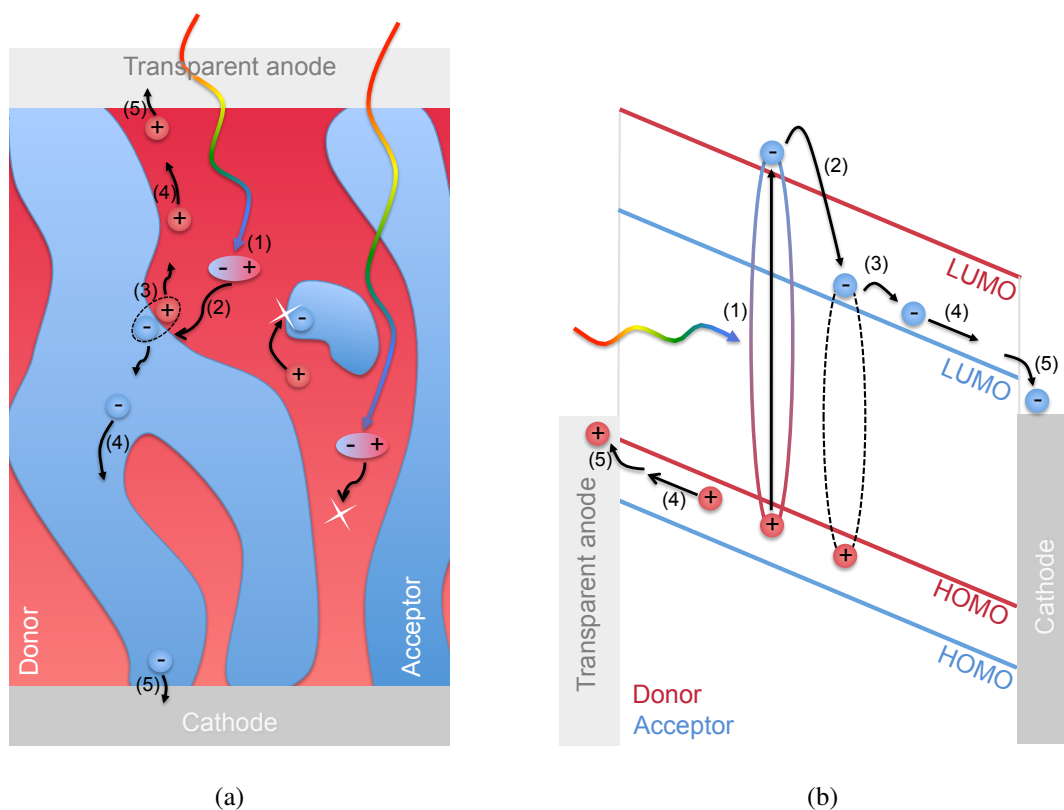 Transparent anode
(5)
+
(4)
+
(1)
- +
(3)
+
(2)
-
-
+
-
(4)
- +
Donor
Acceptor
-
(5)
Cathode
(a)
-
(2)
LUMO
-
(3)
(1)
-
(4)
LUMO
(5)
-
+
(5)
(4)
+
+
+
HOMO
HOMO
Transparent anode
Cathode
Donor
Acceptor
(b)